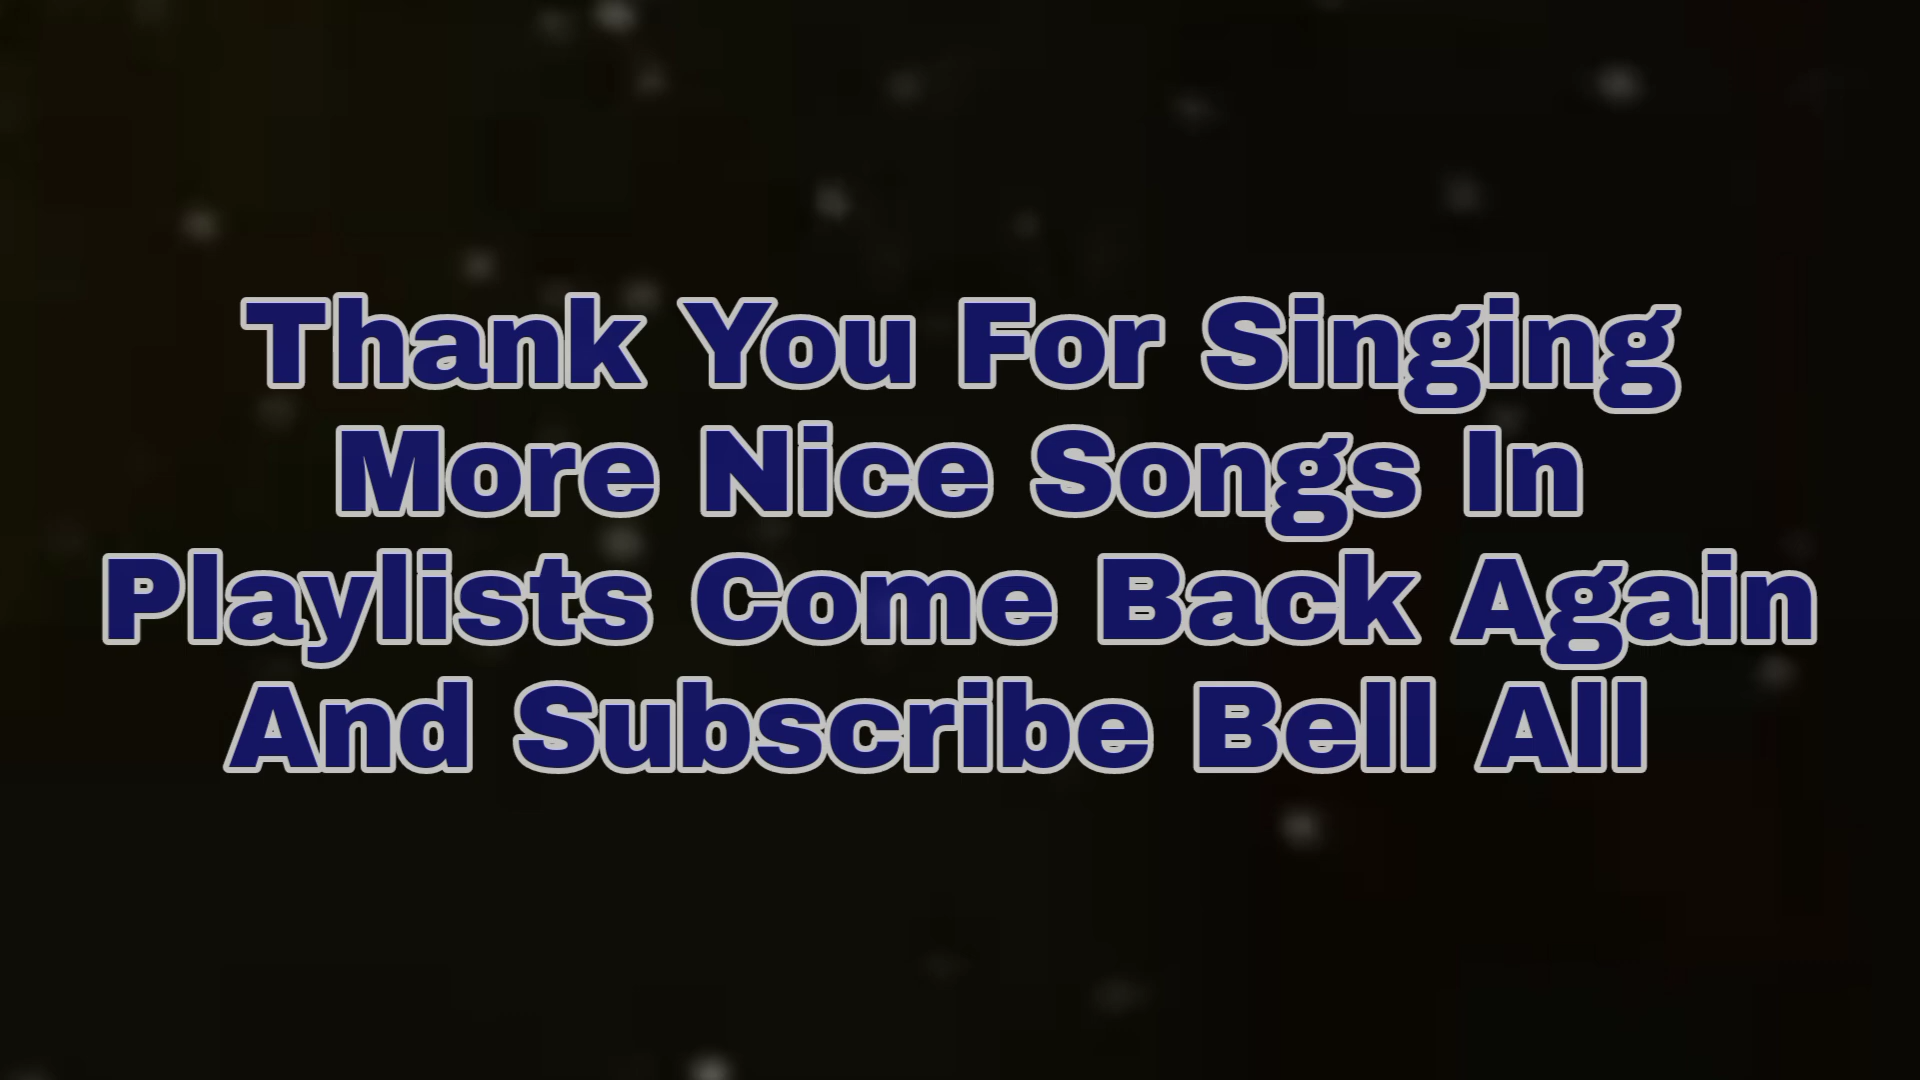 Thank You For Singing
More Nice Songs In
Playlists Come Back Again
And Subscribe Bell All